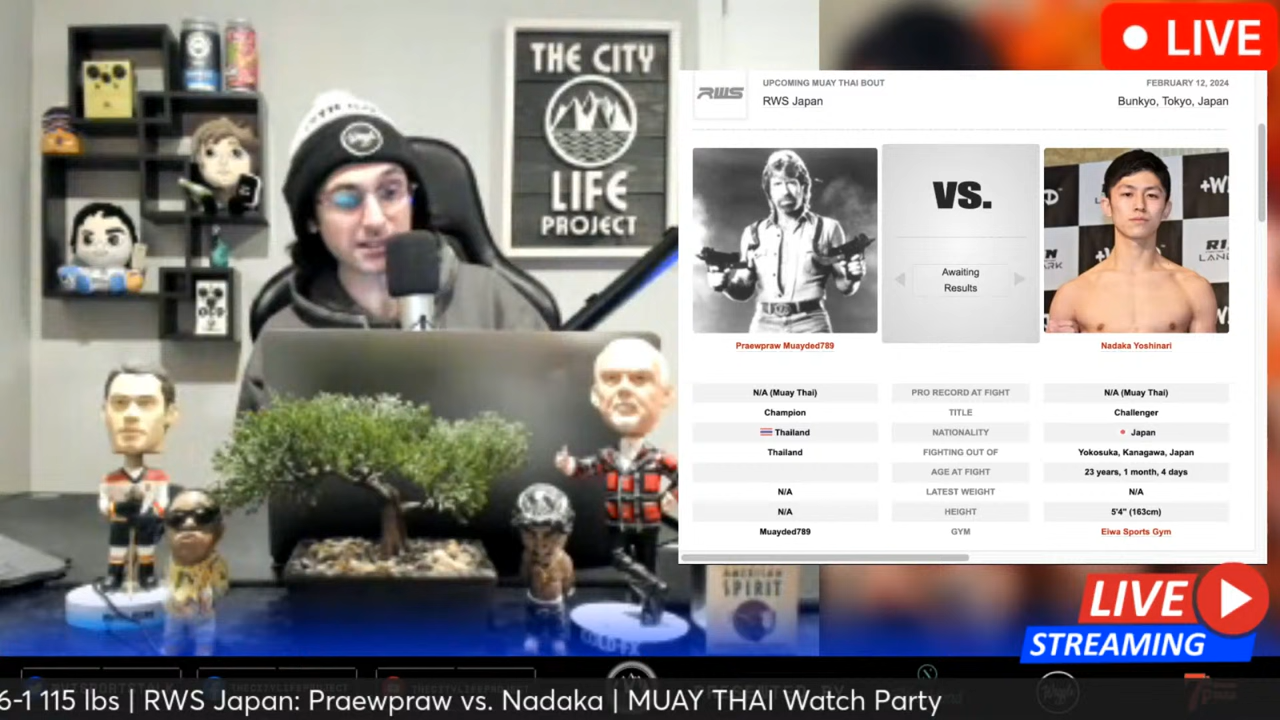 LIVE
THE CITY
LIFE
PROJECT
RWS
UPCOMING MUAY THAI BOUT
FEBRUARY 12, 2024
RWS Japan
Bunkyo, Tokyo, Japan
VS.
Awaiting
Results
Praewpraw Muayded789
Nadaka Yoshinari
N/A (Muay Thai) PRO RECORD AT FIGHT N/A (Muay Thai)
Champion TITLE Challenger
Thailand NATIONALITY Japan
Thailand FIGHTING OUT OF Yokosuka, Kanagawa, Japan
AGE AT FIGHT 23 years, 1 month, 4 days
N/A LATEST WEIGHT N/A
N/A HEIGHT 5'4" (163cm)
Muayded789 GYM Eiwa Sports Gym
AMERICAN
SPIRIT
LIVE
STREAMING
6-1 115 lbs | RWS Japan: Praewpraw vs. Nadaka | MUAY THAI Watch Party